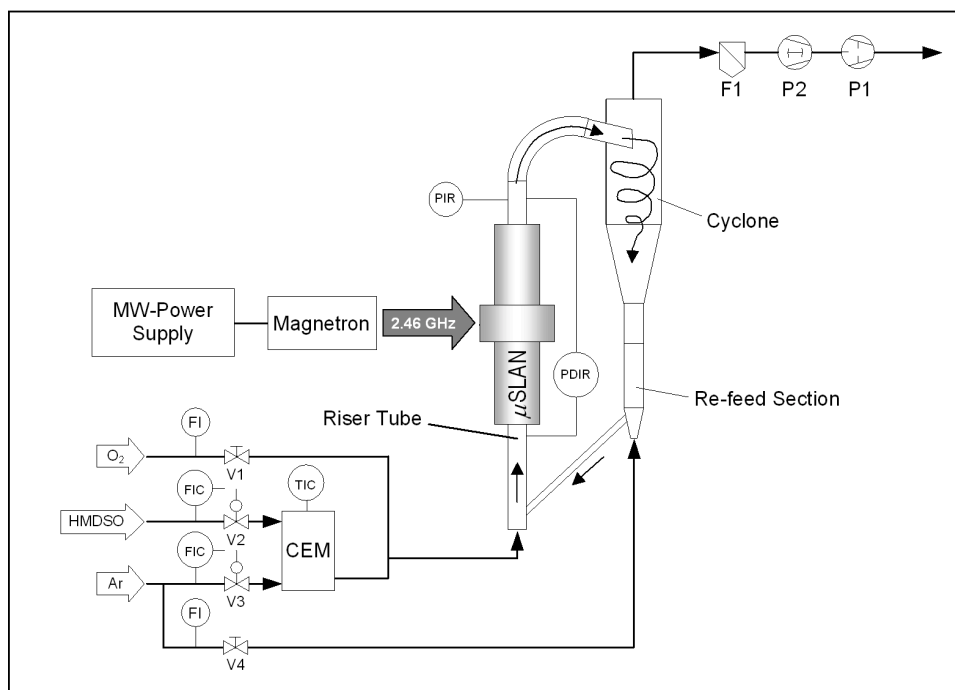 F1
P2
P1
PIR
Cyclone
MW-Power
Supply
Magnetron
2.46 GHz
µSLAN
PDIR
Re-feed Section
Riser Tube
FI
O₂
V1
FIC
TIC
HMDSO
V2
CEM
FIC
Ar
V3
FI
V4